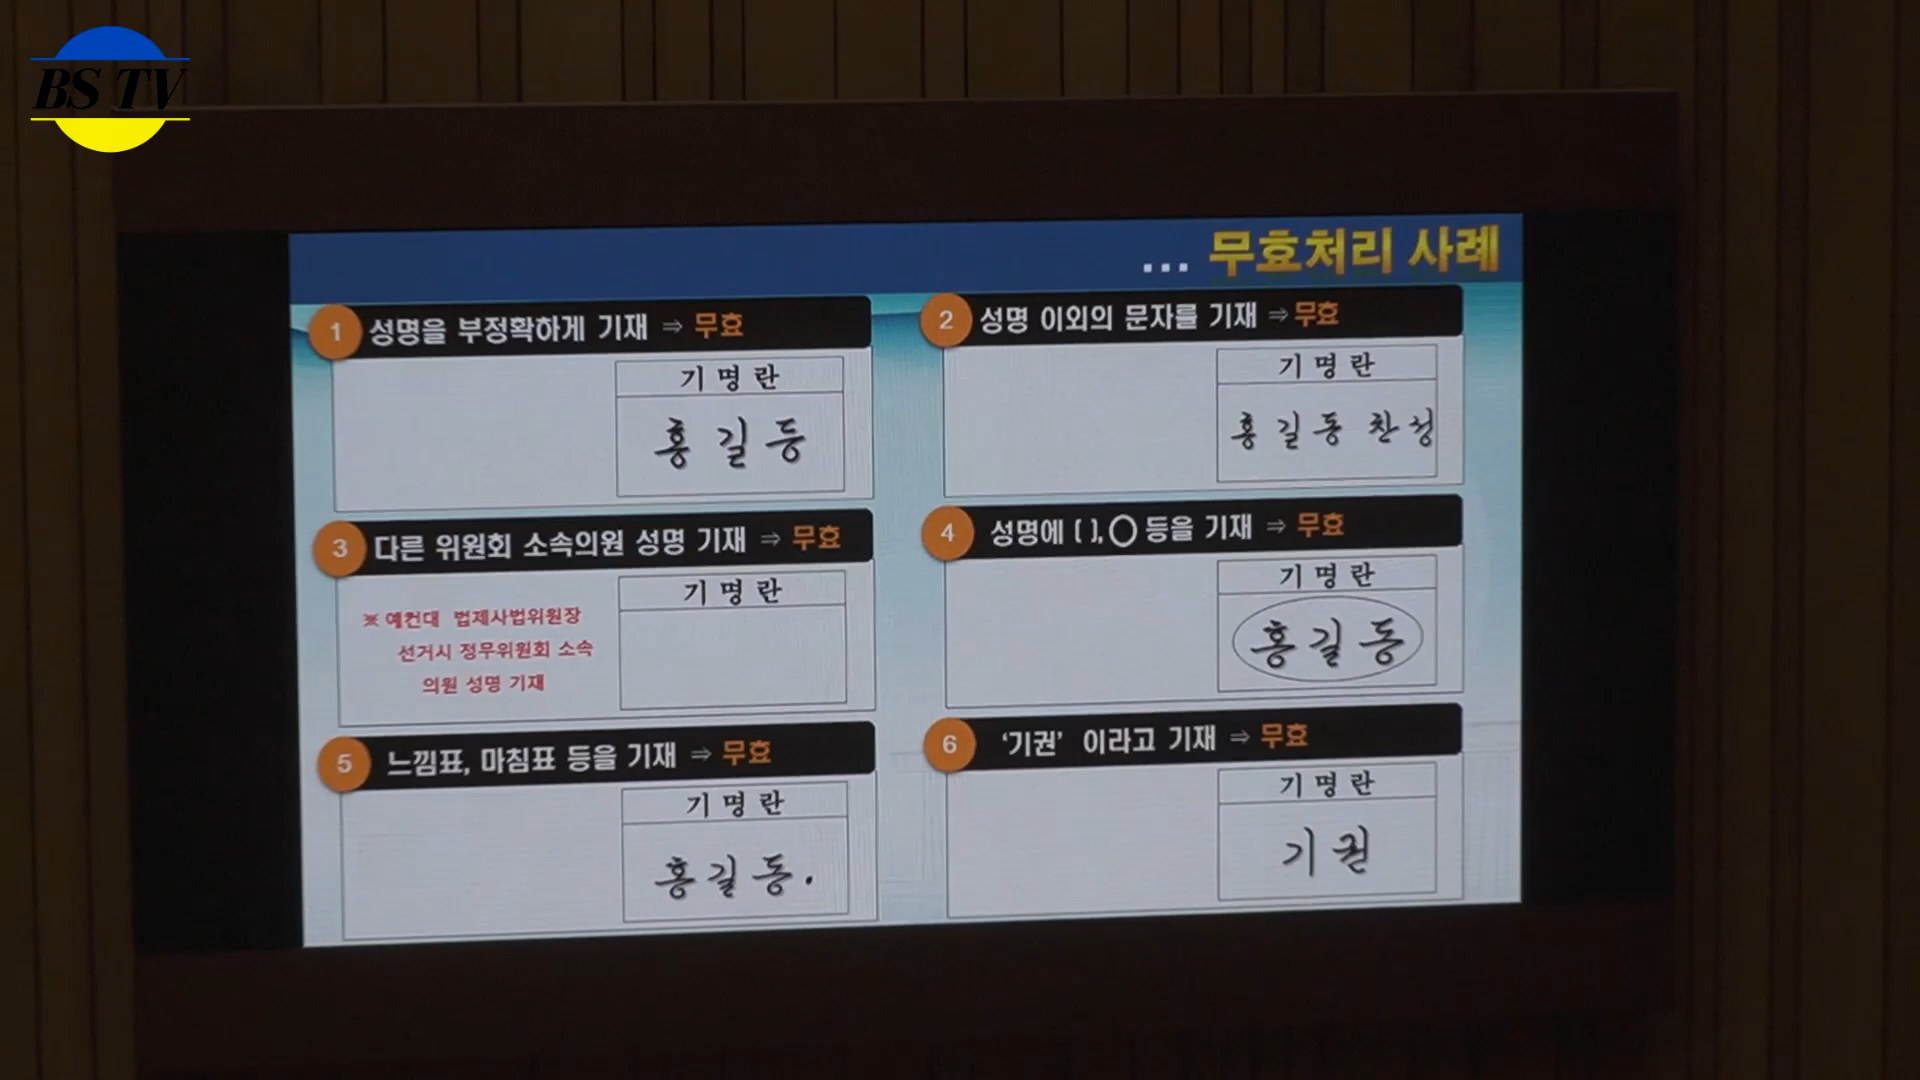 BS TV
... 무효처리 사례
1 성명을 부정확하게 기재 ⇒ 무효
기 명 란
홍 길 등
2 성명 이외의 문자를 기재 ⇒ 무효
기 명 란
홍 길 동 찬 성
3 다른 위원회 소속의원 성명 기재 ⇒ 무효
※ 예컨대 법제사법위원장
선거시 정무위원회 소속
의원 성명 기재
기 명 란
4 성명에 ( ), ○ 등을 기재 ⇒ 무효
기 명 란
홍 길 동
5 느낌표, 마침표 등을 기재 ⇒ 무효
기 명 란
홍 길 동 .
6 ‘기권’ 이라고 기재 ⇒ 무효
기 명 란
기 권